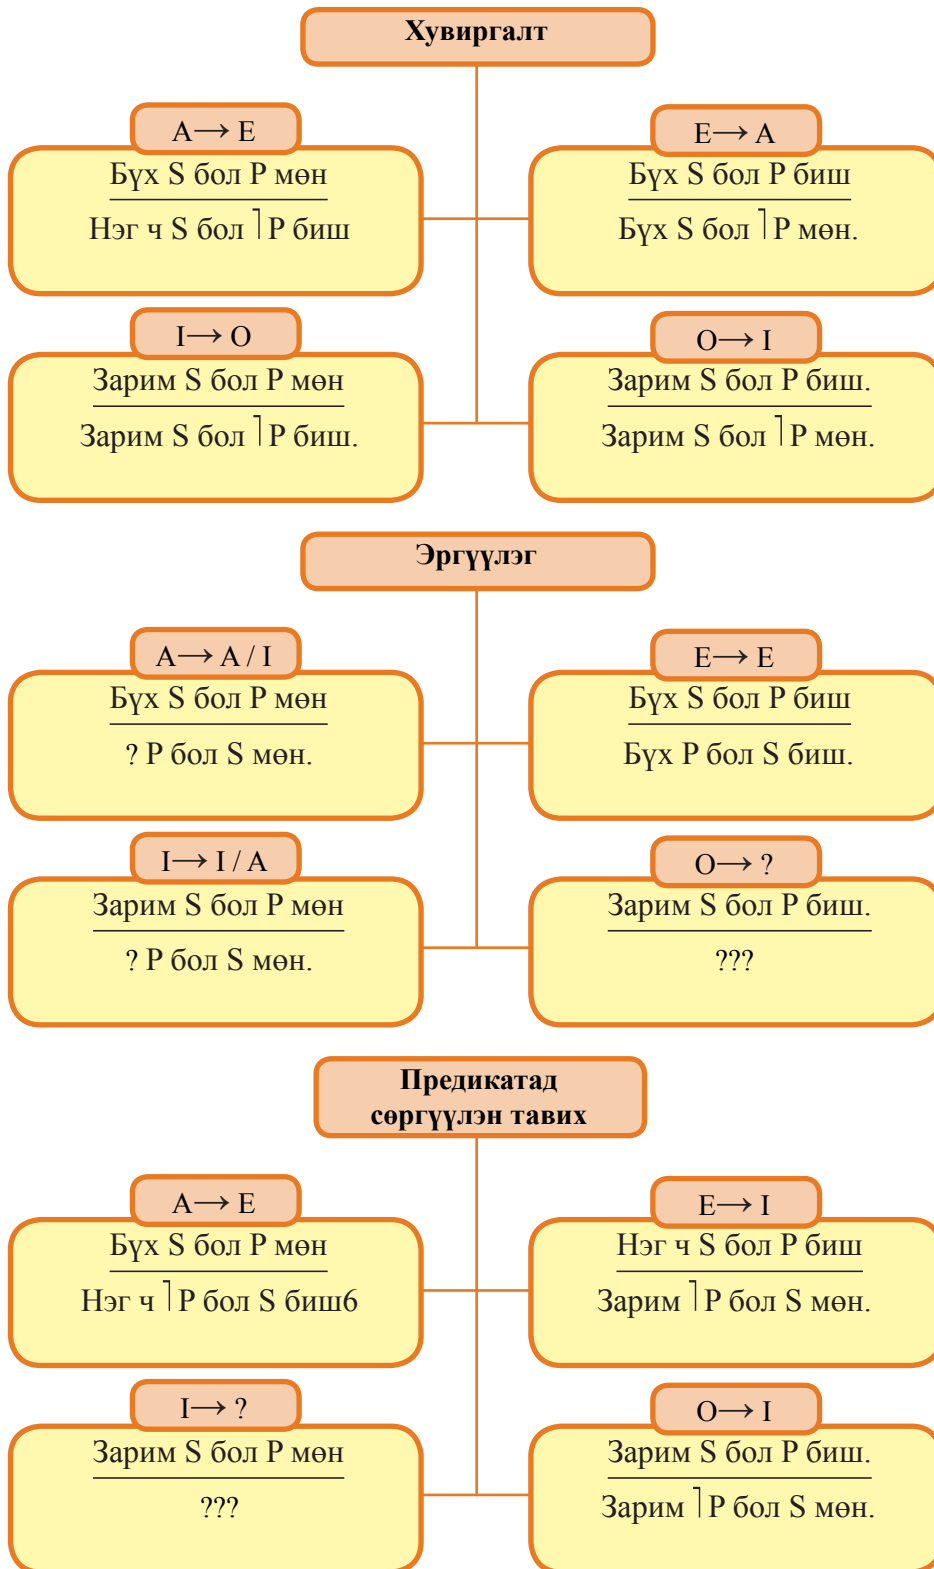 Хувиргалт
A→ E
Бүх S бол P мөн
Нэг ч S бол ˥P биш
E→ A
Бүх S бол P биш
Бүх S бол ˥P мөн.
I→ O
Зарим S бол P мөн
Зарим S бол ˥P биш.
O→ I
Зарим S бол P биш.
Зарим S бол ˥P мөн.
Эргүүлэг
A→ A / I
Бүх S бол P мөн
? P бол S мөн.
E→ E
Бүх S бол P биш
Бүх P бол S биш.
I→ I / A
Зарим S бол P мөн
? P бол S мөн.
O→ ?
Зарим S бол P биш.
???
Предикатад
сөргүүлэн тавих
A→ E
Бүх S бол P мөн
Нэг ч ˥P бол S биш6
E→ I
Нэг ч S бол P биш
Зарим ˥P бол S мөн.
I→ ?
Зарим S бол P мөн
???
O→ I
Зарим S бол P биш.
Зарим ˥P бол S мөн.